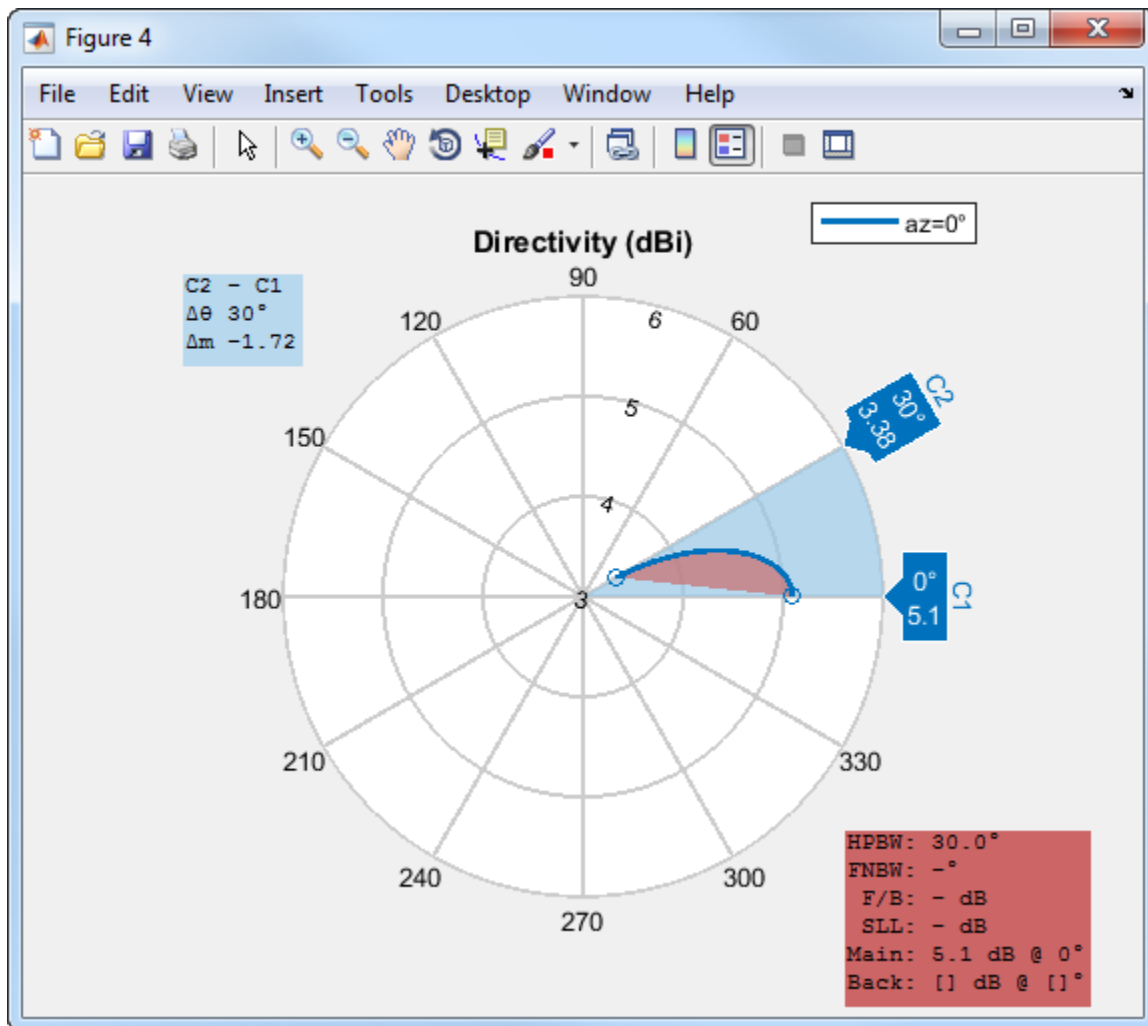 Figure 4
File Edit View Insert Tools Desktop Window Help
az=0°
Directivity (dBi)
C2 - C1
Δθ 30°
Δm -1.72
90
120
6
60
5
C2
30°
3.38
150
4
180
3
0°
5.1
C1
210
330
240
300
270
HPBW: 30.0°
FNBW: -°
F/B: - dB
SLL: - dB
Main: 5.1 dB @ 0°
Back: [] dB @ []°